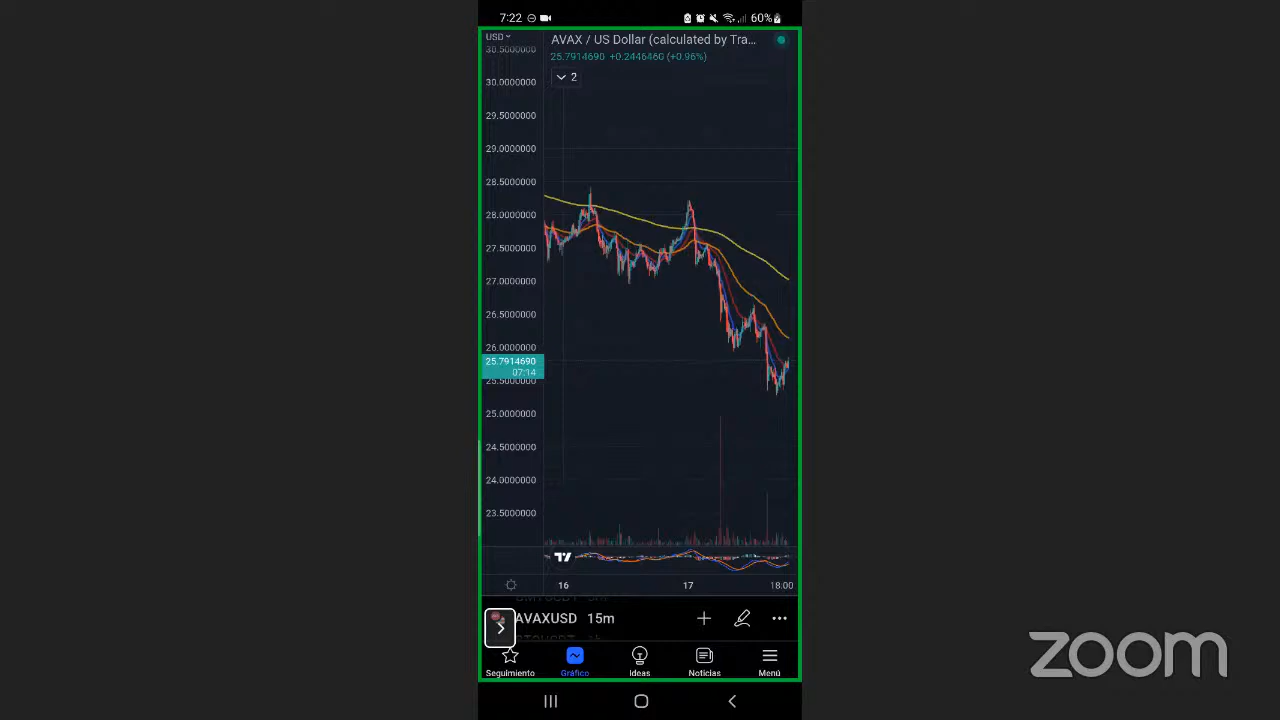 7:22
60%
USD
AVAX / US Dollar (calculated by Tra...
25.7914690 +0.2446460 (+0.96%)
2
30.5000000
30.0000000
29.5000000
29.0000000
28.5000000
28.0000000
27.5000000
27.0000000
26.5000000
26.0000000
25.7914690
07:14
25.5000000
25.0000000
24.5000000
24.0000000
23.5000000
16 17 18:00
AVAXUSD 15m
Seguimiento Gráfico Ideas Noticias Menú
zoom